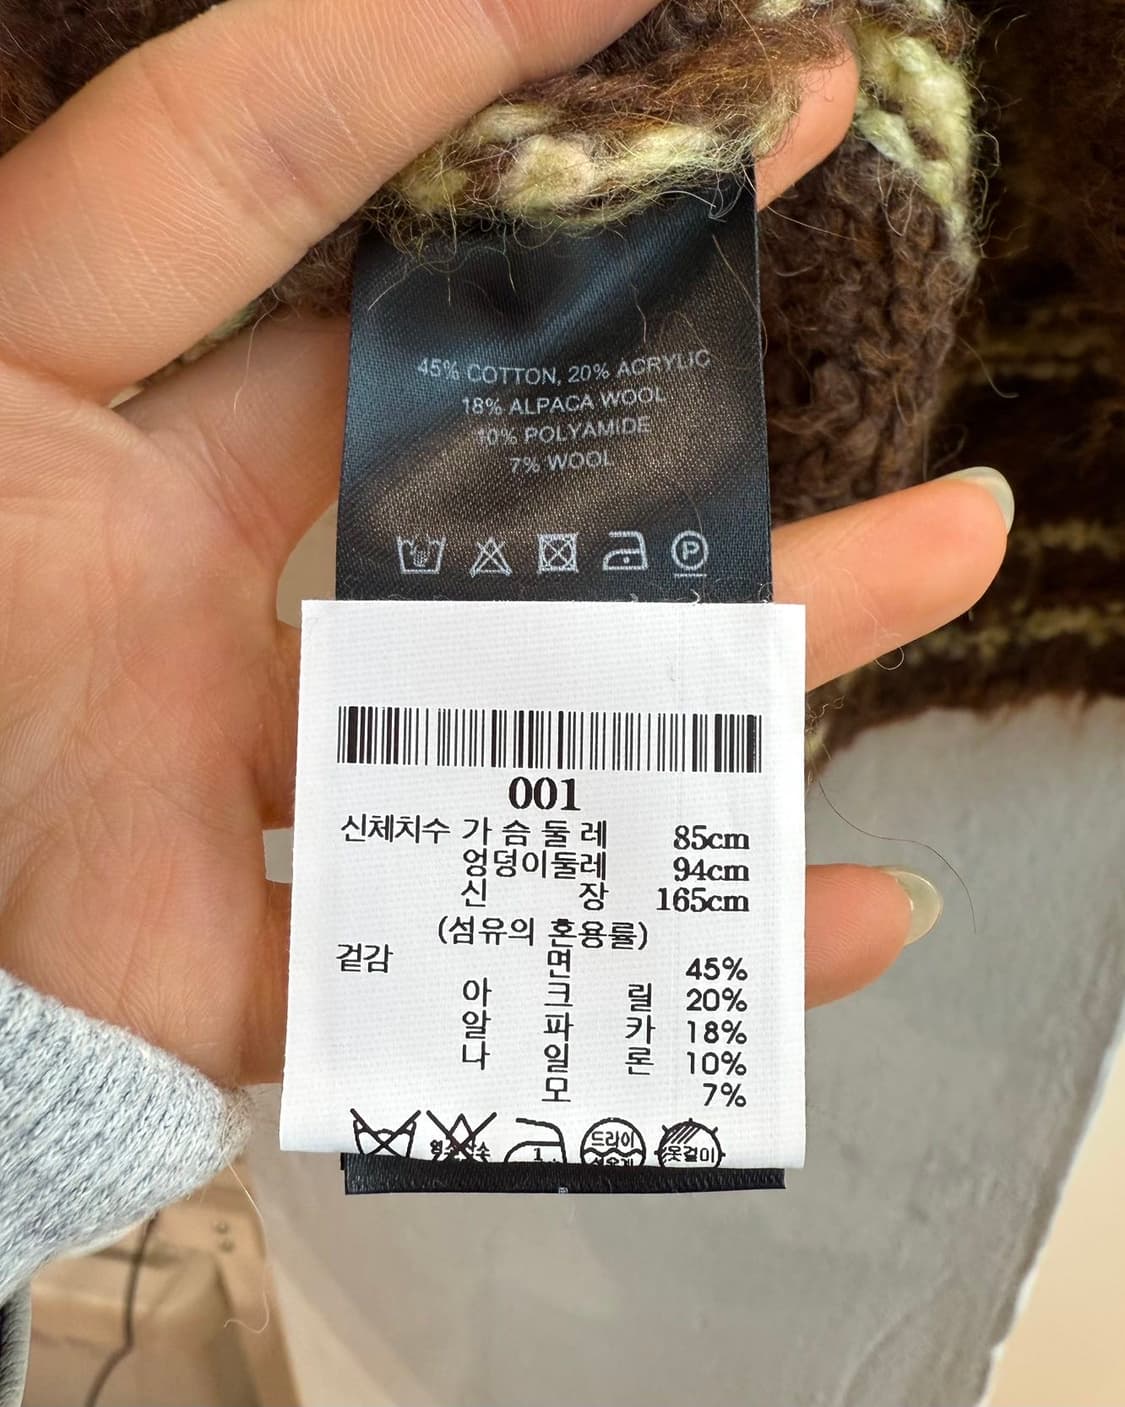 45% COTTON, 20% ACRYLIC
18% ALPACA WOOL
10% POLYAMIDE
7% WOOL
P
001
신체치수 가 슴 둘 레 85cm
엉덩이둘레 94cm
신 장 165cm
(섬유의 혼용률)
겉감 면 45%
아 크 릴 20%
알 파 카 18%
나 일 론 10%
모 7%
1 드라이 옷걸이